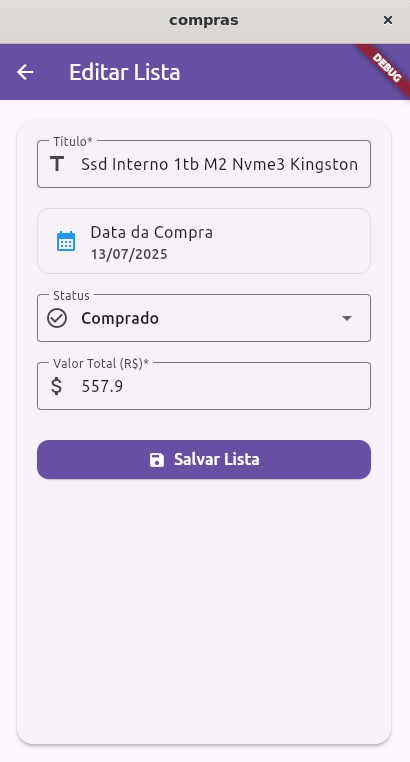 compras
Editar Lista
DEBUG
Título*
Ssd Interno 1tb M2 Nvme3 Kingston
Data da Compra
13/07/2025
Status
Comprado
Valor Total (R$)*
557.9
Salvar Lista